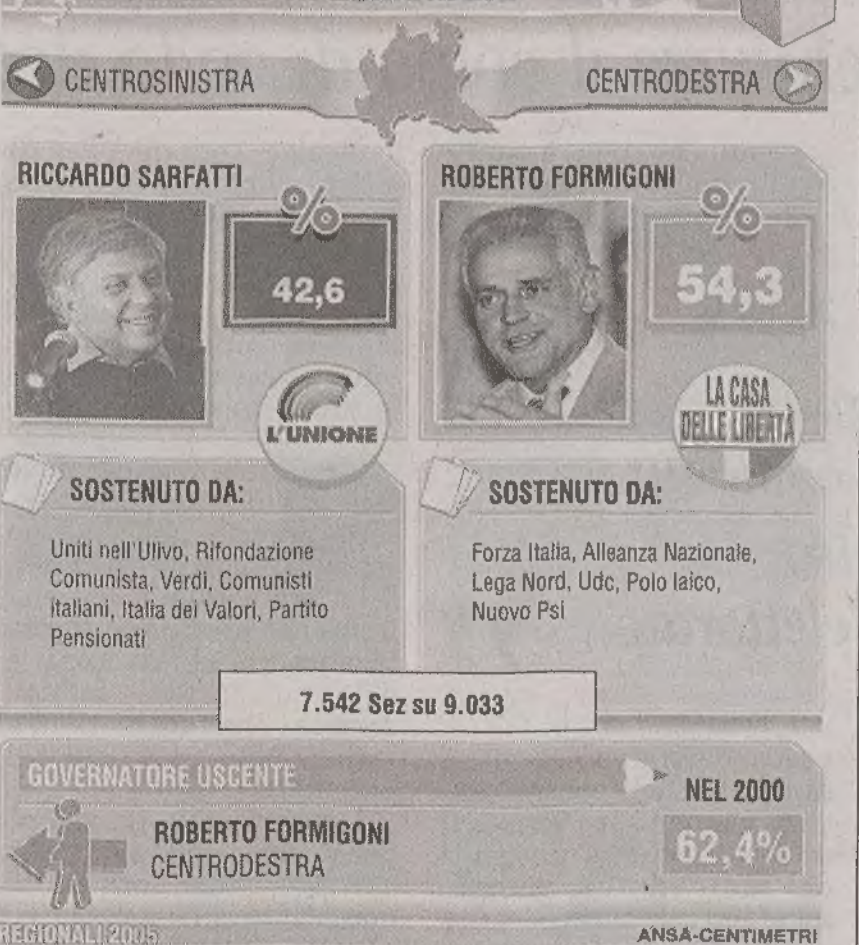 CENTROSINISTRA
CENTRODESTRA
RICCARDO SARFATTI
%
42,6
L'UNIONE
SOSTENUTO DA:
Uniti nell'Ulivo, Rifondazione
Comunista, Verdi, Comunisti
Italiani, Italia dei Valori, Partito
Pensionati
ROBERTO FORMIGONI
%
54,3
LA CASA
DELLE LIBERTÀ
SOSTENUTO DA:
Forza Italia, Alleanza Nazionale,
Lega Nord, Udc, Polo laico,
Nuovo Psi
7.542 Sez su 9.033
GOVERNATORE USCENTE
ROBERTO FORMIGONI
CENTRODESTRA
NEL 2000
62,4%
REGIONALI 2005
ANSA-CENTIMETRI